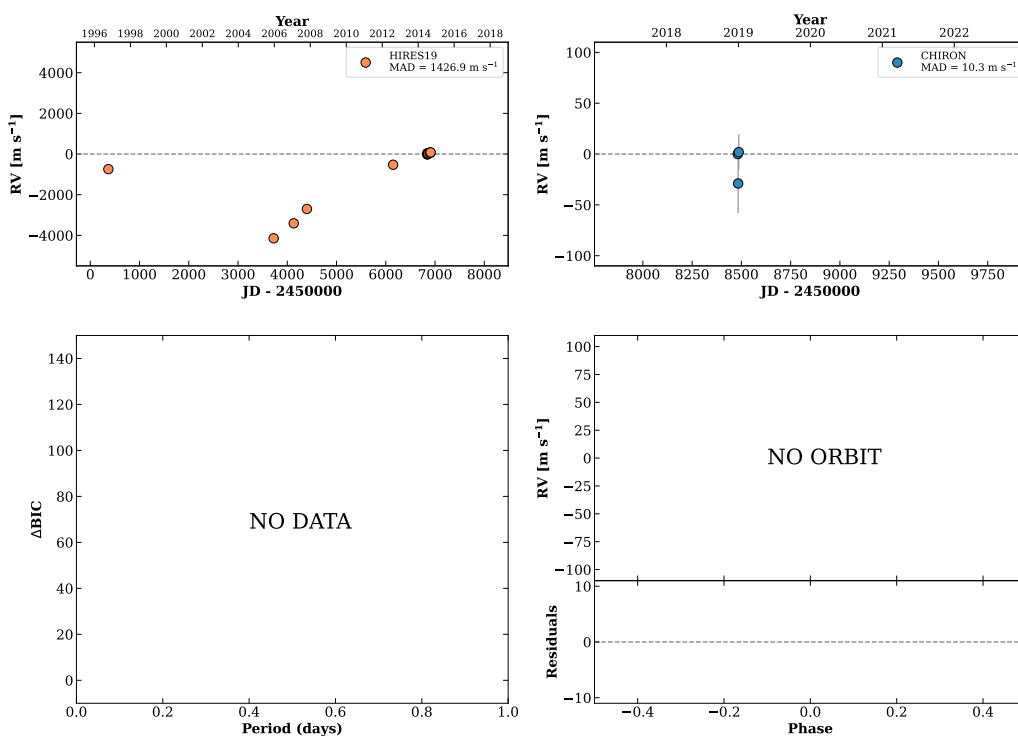 Year
1996 1998 2000 2002 2004 2006 2008 2010 2012 2014 2016 2018
HIRES19
MAD = 1426.9 m s⁻¹
RV [m s⁻¹]
4000
2000
0
−2000
−4000
0 1000 2000 3000 4000 5000 6000 7000 8000
JD - 2450000
Year
2018 2019 2020 2021 2022
CHIRON
MAD = 10.3 m s⁻¹
RV [m s⁻¹]
100
50
0
−50
−100
8000 8250 8500 8750 9000 9250 9500 9750
JD - 2450000
ΔBIC
140
120
100
80
60
40
20
0
NO DATA
0.0 0.2 0.4 0.6 0.8 1.0
Period (days)
RV [m s⁻¹]
100
75
50
25
0
−25
−50
−75
−100
NO ORBIT
Residuals
10
0
−10
−0.4 −0.2 0.0 0.2 0.4
Phase